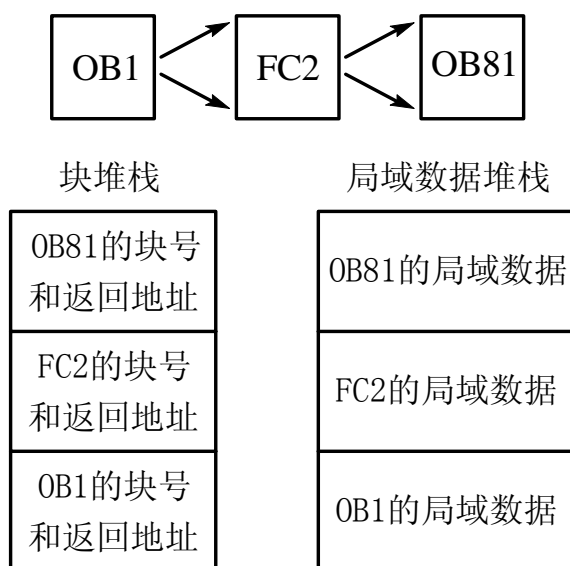 OB1 FC2 OB81
块堆栈 局域数据堆栈
OB81的块号
和返回地址
OB81的局域数据
FC2的块号
和返回地址
FC2的局域数据
OB1的块号
和返回地址
OB1的局域数据